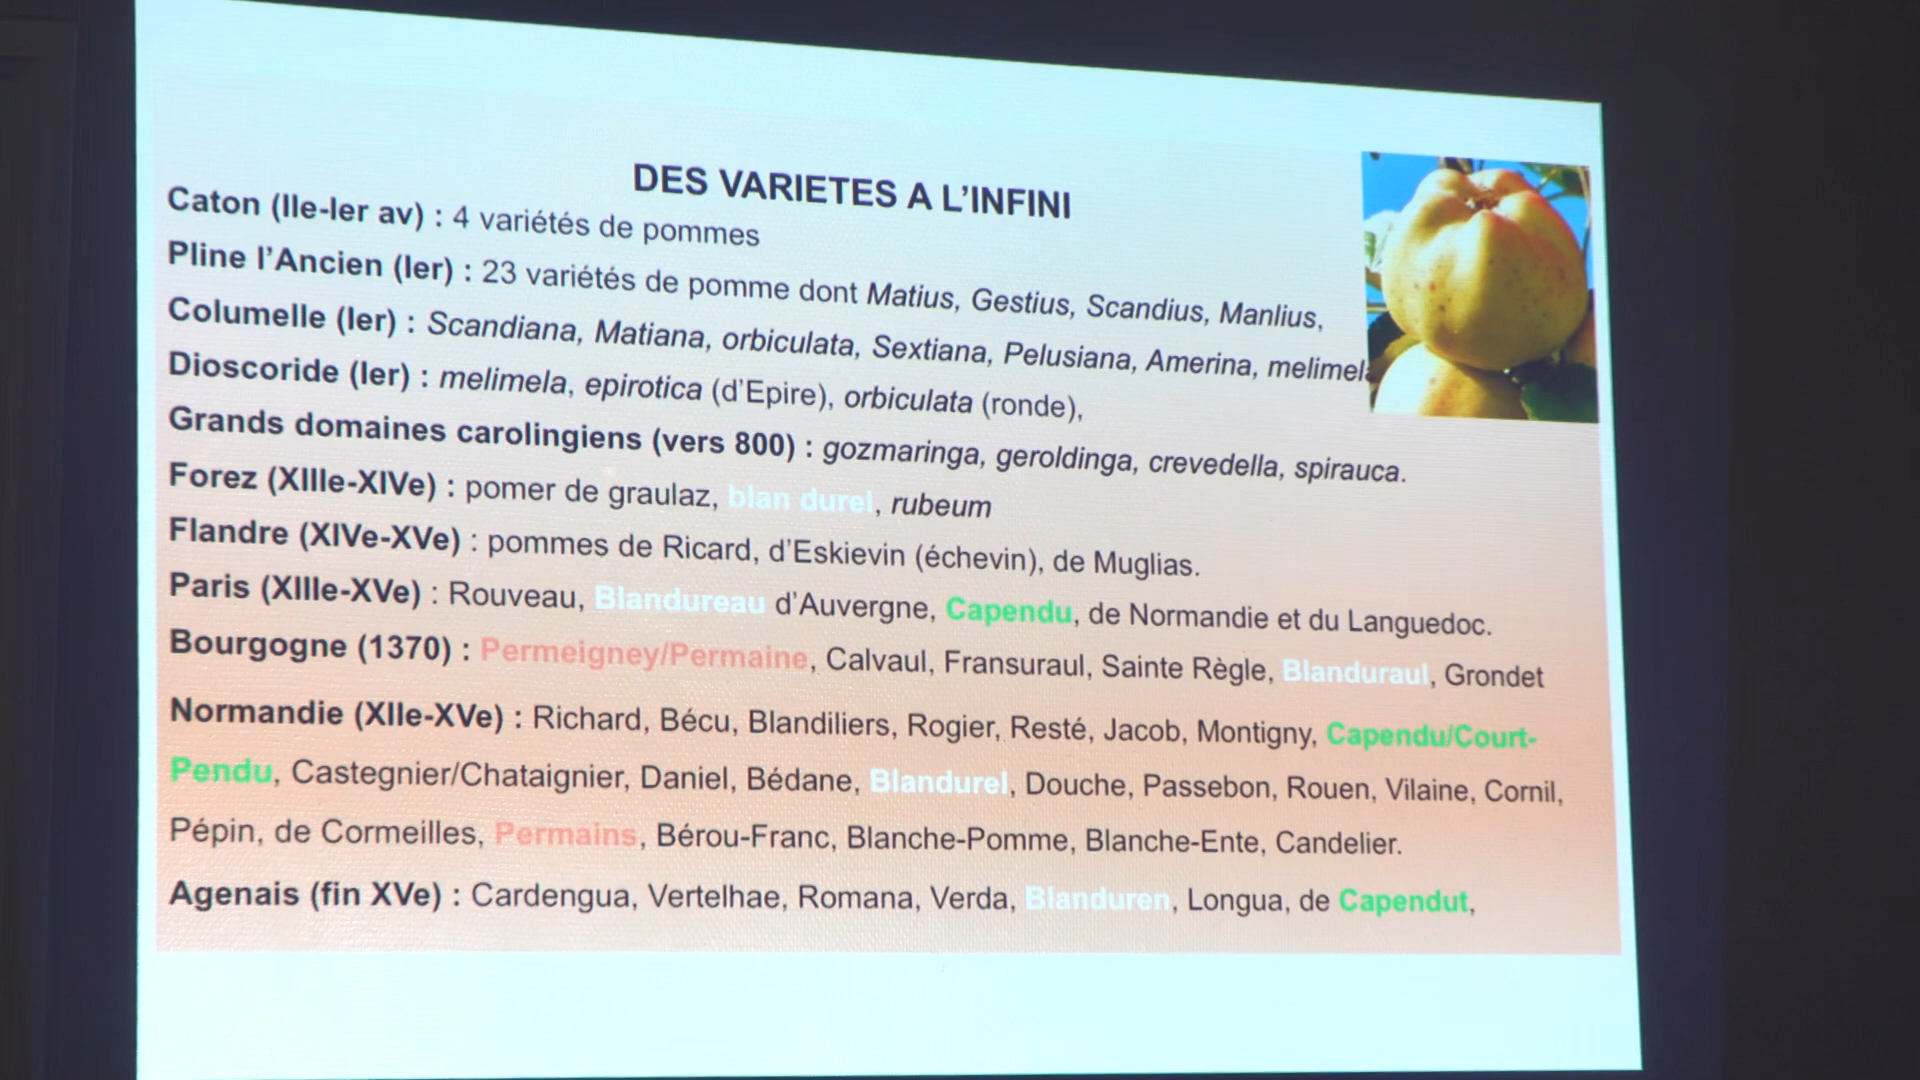 DES VARIETES A L'INFINI
Caton (IIe-Ier av) : 4 variétés de pommes
Pline l'Ancien (Ier) : 23 variétés de pomme dont Matius, Gestius, Scandius, Manlius,
Columelle (Ier) : Scandiana, Matiana, orbiculata, Sextiana, Pelusiana, Amerina, melimela
Dioscoride (Ier) : melimela, epirotica (d'Epire), orbiculata (ronde),
Grands domaines carolingiens (vers 800) : gozmaringa, geroldinga, crevedella, spirauca.
Forez (XIIIe-XIVe) : pomer de graulaz, blan durel, rubeum
Flandre (XIVe-XVe) : pommes de Ricard, d'Eskievin (échevin), de Muglias.
Paris (XIIIe-XVe) : Rouveau, Blandureau d'Auvergne, Capendu, de Normandie et du Languedoc.
Bourgogne (1370) : Permeigney/Permaine, Calvaul, Fransuraul, Sainte Règle, Blanduraul, Grondet
Normandie (XIIe-XVe) : Richard, Bécu, Blandiliers, Rogier, Resté, Jacob, Montigny, Capendu/Court-
Pendu, Castegnier/Chataignier, Daniel, Bédane, Blandurel, Douche, Passebon, Rouen, Vilaine, Cornil,
Pépin, de Cormeilles, Permains, Bérou-Franc, Blanche-Pomme, Blanche-Ente, Candelier.
Agenais (fin XVe) : Cardengua, Vertelhae, Romana, Verda, Blanduren, Longua, de Capendut,